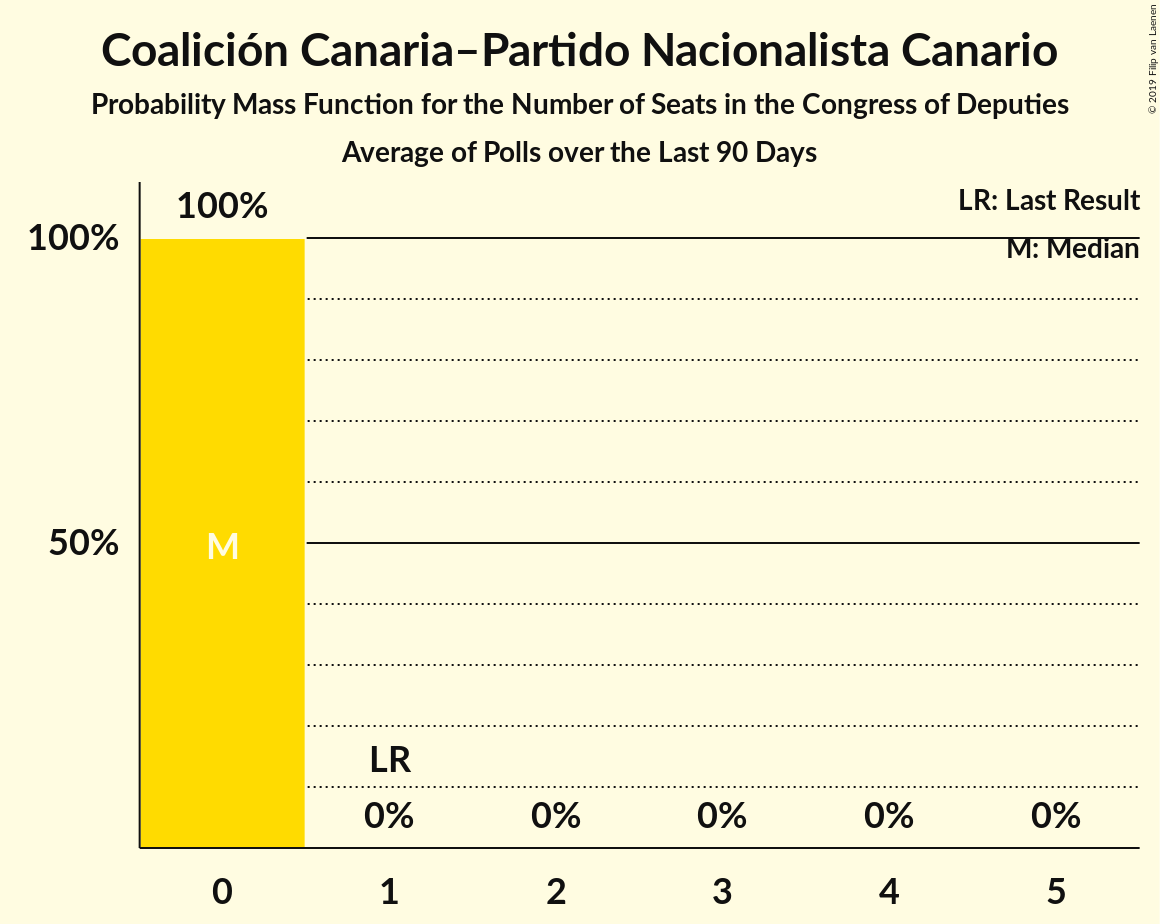 Coalición Canaria–Partido Nacionalista Canario
Probability Mass Function for the Number of Seats in the Congress of Deputies
Average of Polls over the Last 90 Days
© 2019 Filip van Laenen
LR: Last Result
M: Median
100%
100%
50%
M
LR
0% 0% 0% 0% 0%
0 1 2 3 4 5